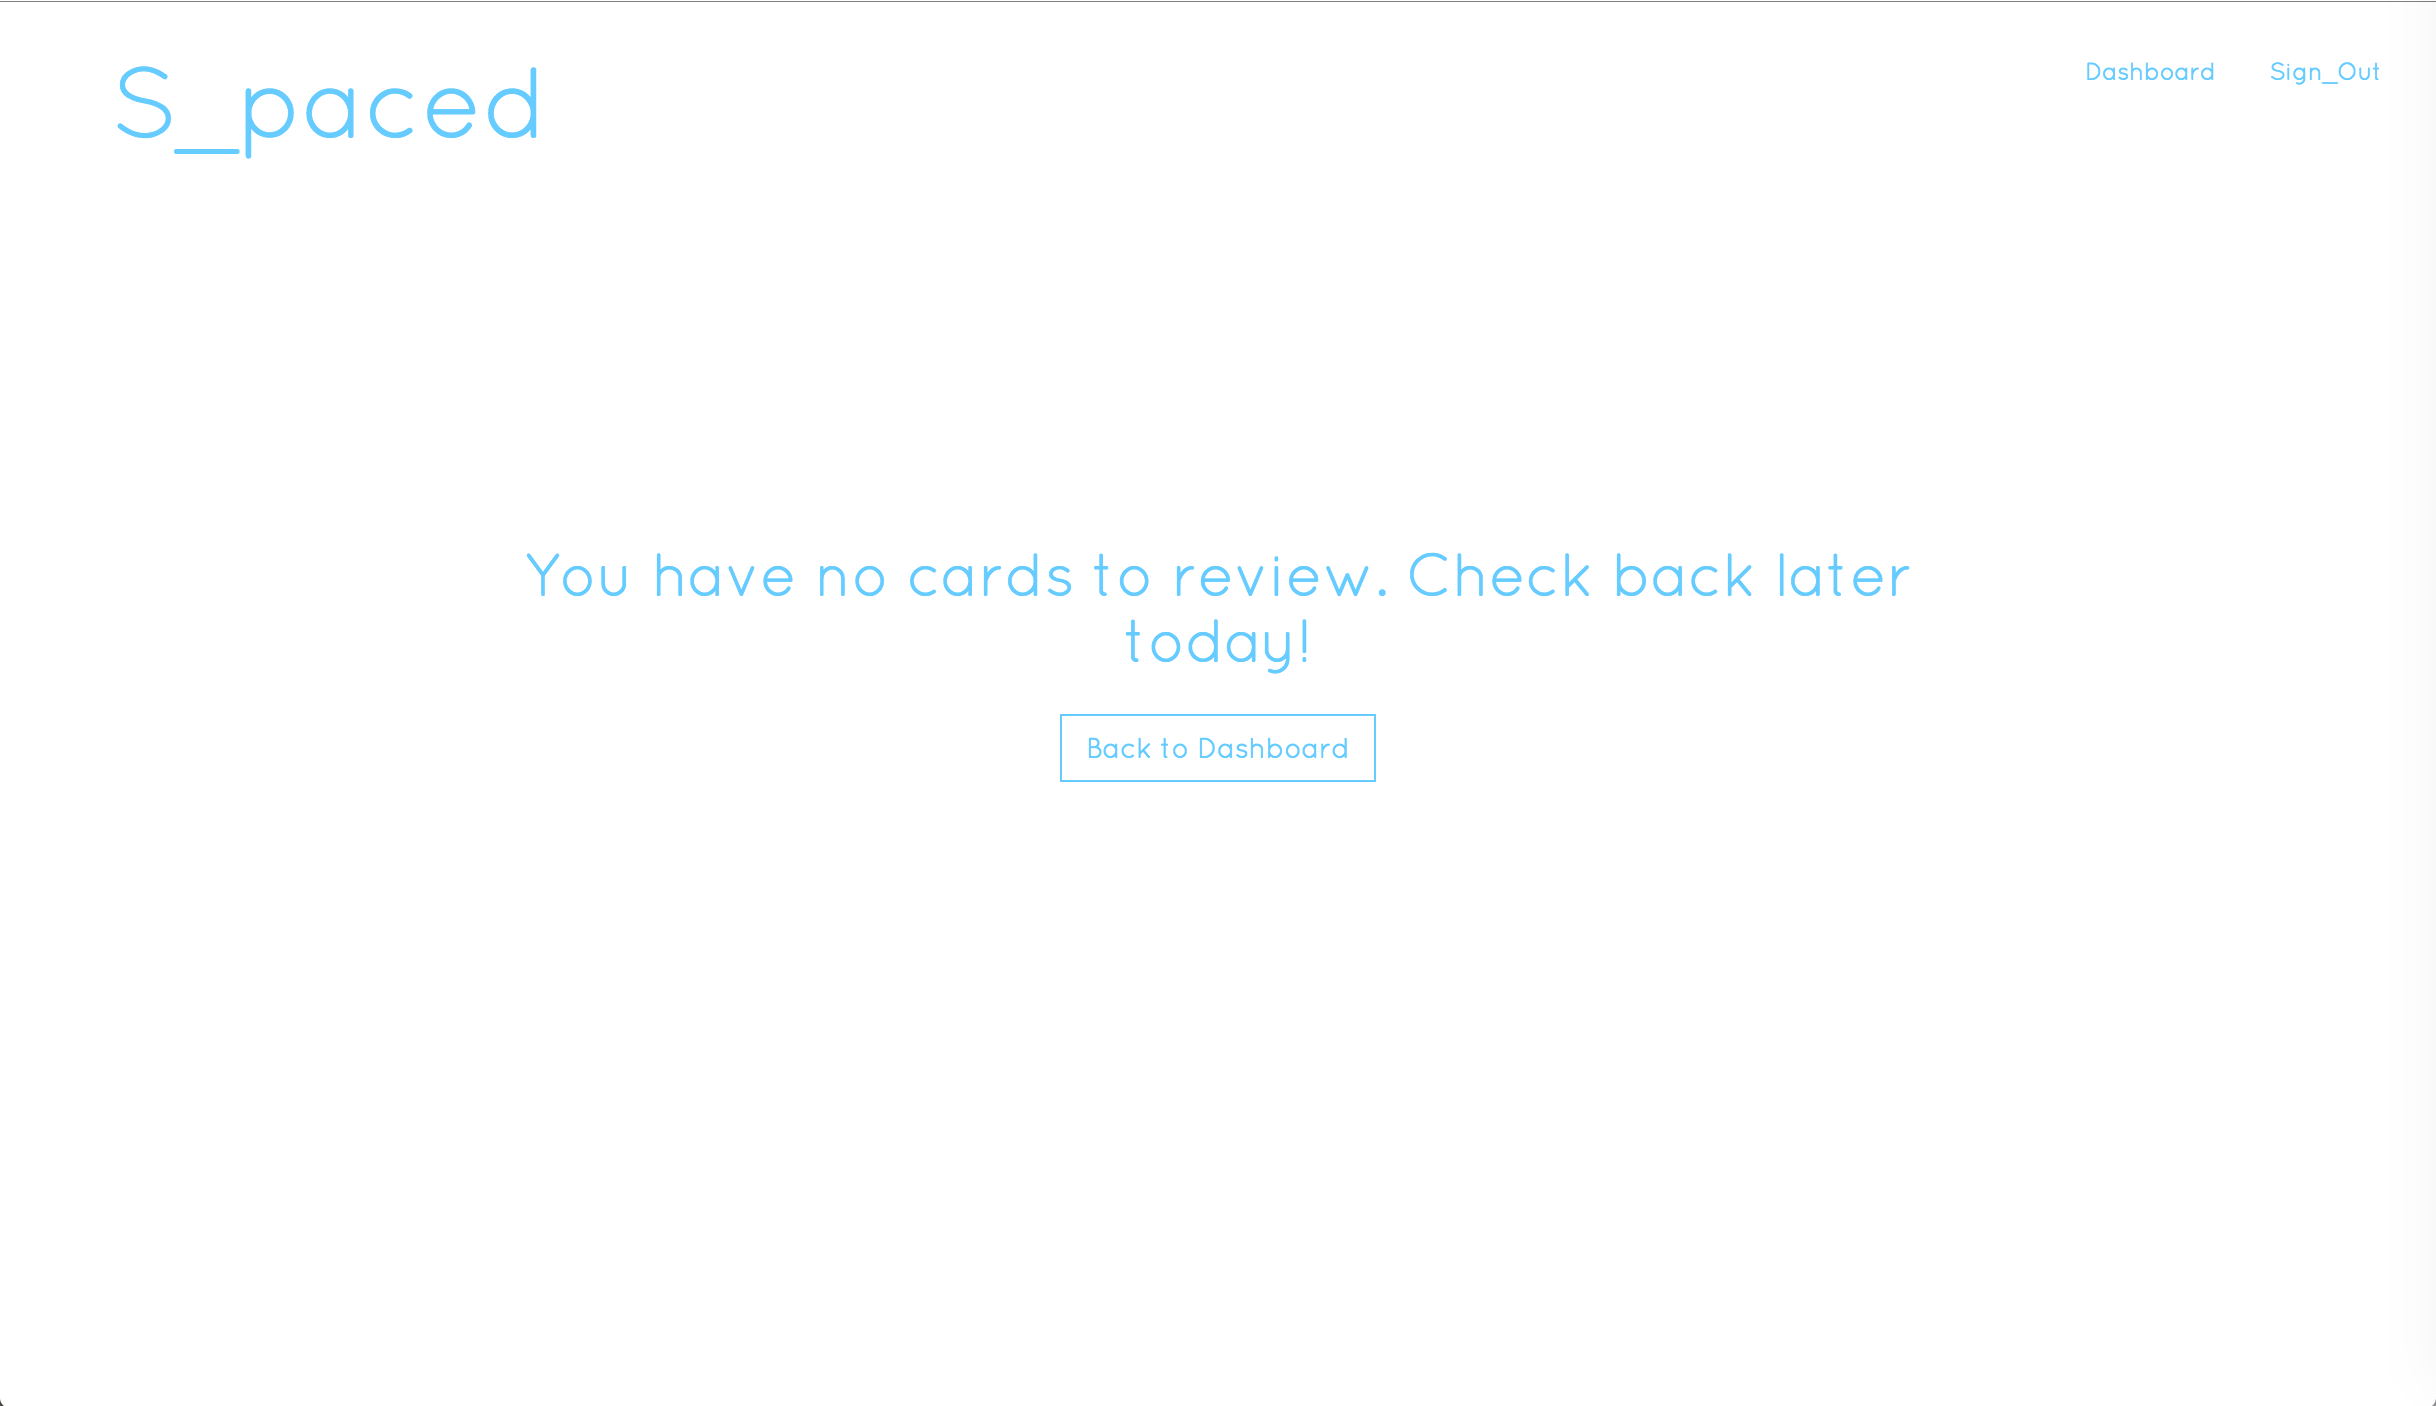 S_paced
Dashboard
Sign_Out
You have no cards to review. Check back later
today!
Back to Dashboard